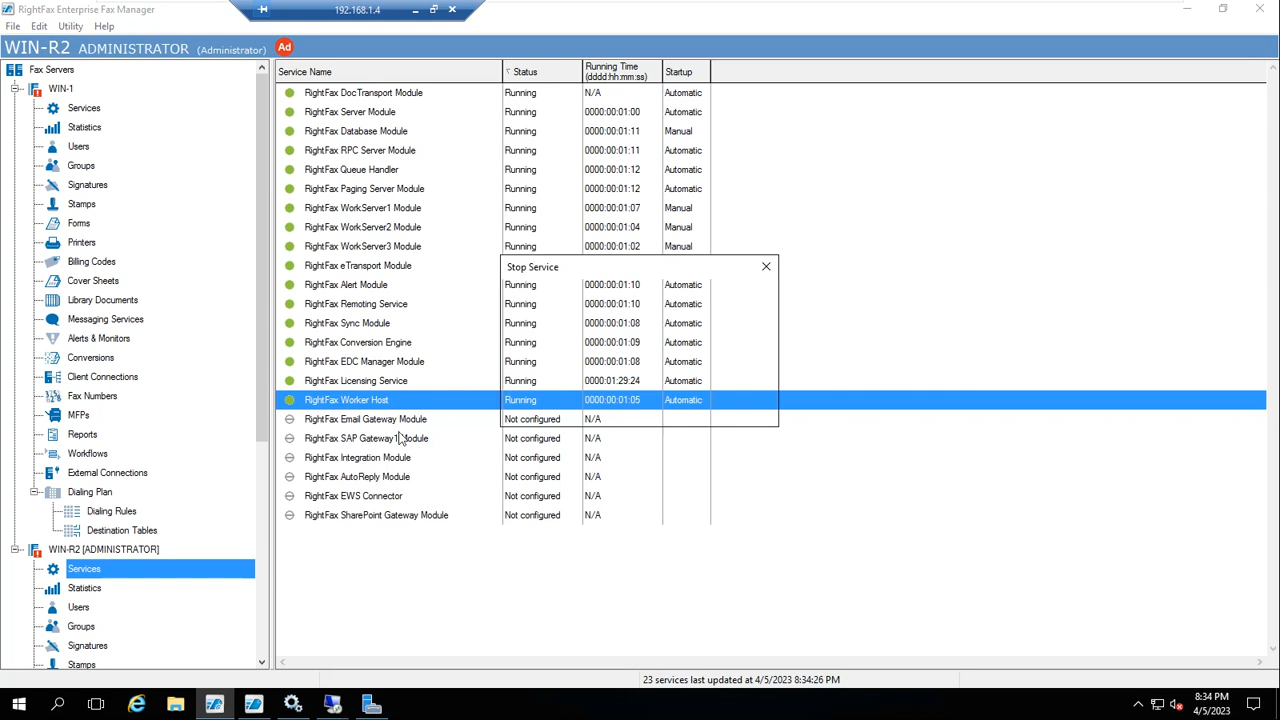 RightFax Enterprise Fax Manager
192.168.1.4
File Edit Utility Help
WIN-R2 ADMINISTRATOR (Administrator) Ad
Fax Servers
WIN-1
Services
Statistics
Users
Groups
Signatures
Stamps
Forms
Printers
Billing Codes
Cover Sheets
Library Documents
Messaging Services
Alerts & Monitors
Conversions
Client Connections
Fax Numbers
MFPs
Reports
Workflows
External Connections
Dialing Plan
Dialing Rules
Destination Tables
WIN-R2 [ADMINISTRATOR]
Services
Statistics
Users
Groups
Signatures
Stamps
Service Name Status Running Time (dddd:hh:mm:ss) Startup
RightFax DocTransport Module Running N/A Automatic
RightFax Server Module Running 0000:00:01:00 Automatic
RightFax Database Module Running 0000:00:01:11 Manual
RightFax RPC Server Module Running 0000:00:01:11 Automatic
RightFax Queue Handler Running 0000:00:01:12 Automatic
RightFax Paging Server Module Running 0000:00:01:12 Automatic
RightFax WorkServer1 Module Running 0000:00:01:07 Manual
RightFax WorkServer2 Module Running 0000:00:01:04 Manual
RightFax WorkServer3 Module Running 0000:00:01:02 Manual
RightFax eTransport Module
Stop Service
RightFax Alert Module Running 0000:00:01:10 Automatic
RightFax Remoting Service Running 0000:00:01:10 Automatic
RightFax Sync Module Running 0000:00:01:08 Automatic
RightFax Conversion Engine Running 0000:00:01:09 Automatic
RightFax EDC Manager Module Running 0000:00:01:08 Automatic
RightFax Licensing Service Running 0000:01:29:24 Automatic
RightFax Worker Host Running 0000:00:01:05 Automatic
RightFax Email Gateway Module Not configured N/A
RightFax SAP Gateway1 Module Not configured N/A
RightFax Integration Module Not configured N/A
RightFax AutoReply Module Not configured N/A
RightFax EWS Connector Not configured N/A
RightFax SharePoint Gateway Module Not configured N/A
23 services last updated at 4/5/2023 8:34:26 PM
8:34 PM
4/5/2023